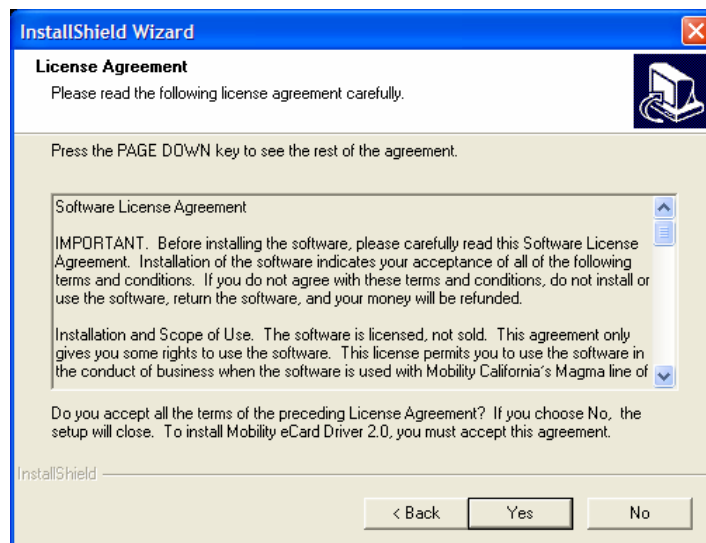 InstallShield Wizard
License Agreement
Please read the following license agreement carefully.
Press the PAGE DOWN key to see the rest of the agreement.
Software License Agreement
IMPORTANT.  Before installing the software, please carefully read this Software License
Agreement.  Installation of the software indicates your acceptance of all of the following
terms and conditions.  If you do not agree with these terms and conditions, do not install or
use the software, return the software, and your money will be refunded.
Installation and Scope of Use.  The software is licensed, not sold.  This agreement only
gives you some rights to use the software.  This license permits you to use the software in
the conduct of business when the software is used with Mobility California's Magma line of
Do you accept all the terms of the preceding License Agreement?  If you choose No,  the
setup will close.  To install Mobility eCard Driver 2.0, you must accept this agreement.
InstallShield
< Back
Yes
No